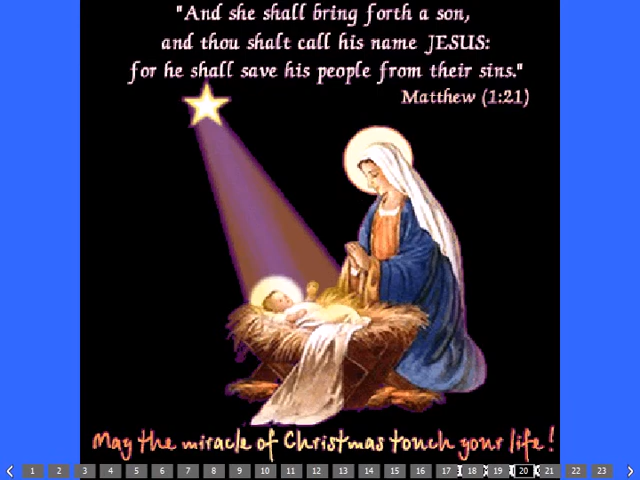 "And she shall bring forth a son,
and thou shalt call his name JESUS:
for he shall save his people from their sins."
Matthew (1:21)
May the miracle of Christmas touch your life!
1 2 3 4 5 6 7 8 9 10 11 12 13 14 15 16 17 18 19 20 21 22 23